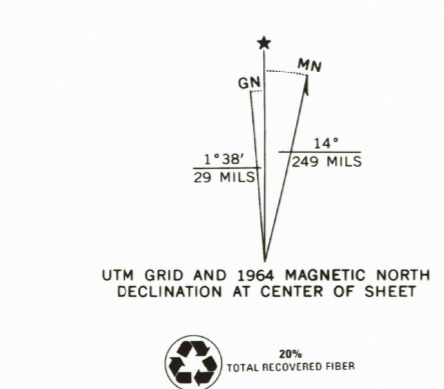 MN
GN
14°
249 MILS
1°38'
29 MILS
UTM GRID AND 1964 MAGNETIC NORTH
DECLINATION AT CENTER OF SHEET
20%
TOTAL RECOVERED FIBER